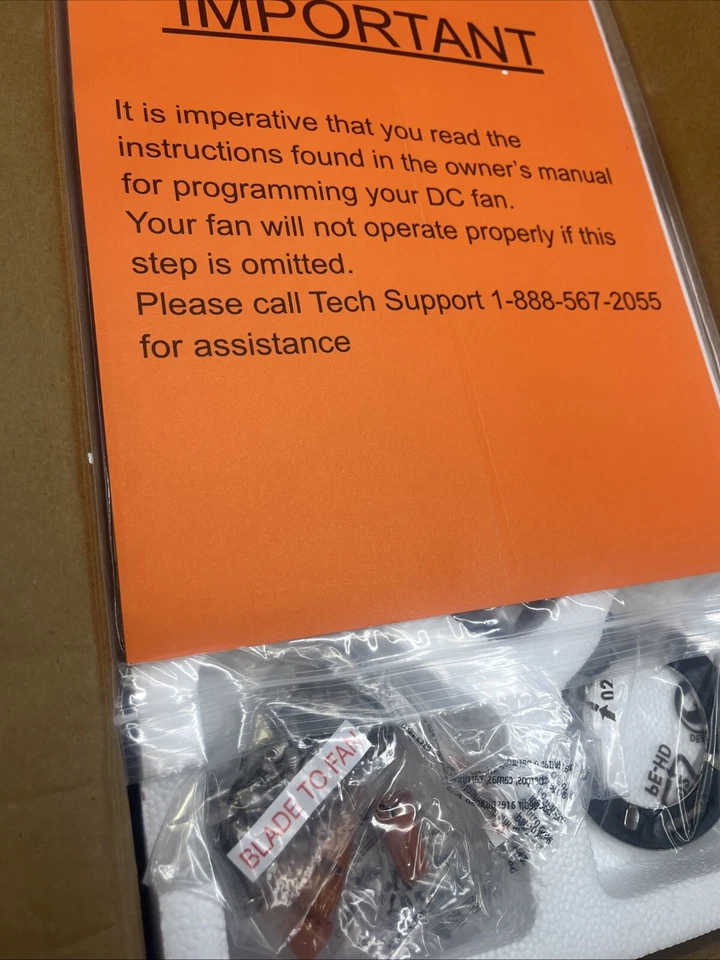 IMPORTANT
It is imperative that you read the
instructions found in the owner's manual
for programming your DC fan.
Your fan will not operate properly if this
step is omitted.
Please call Tech Support 1-888-567-2055
for assistance
BLADE TO FAN
02